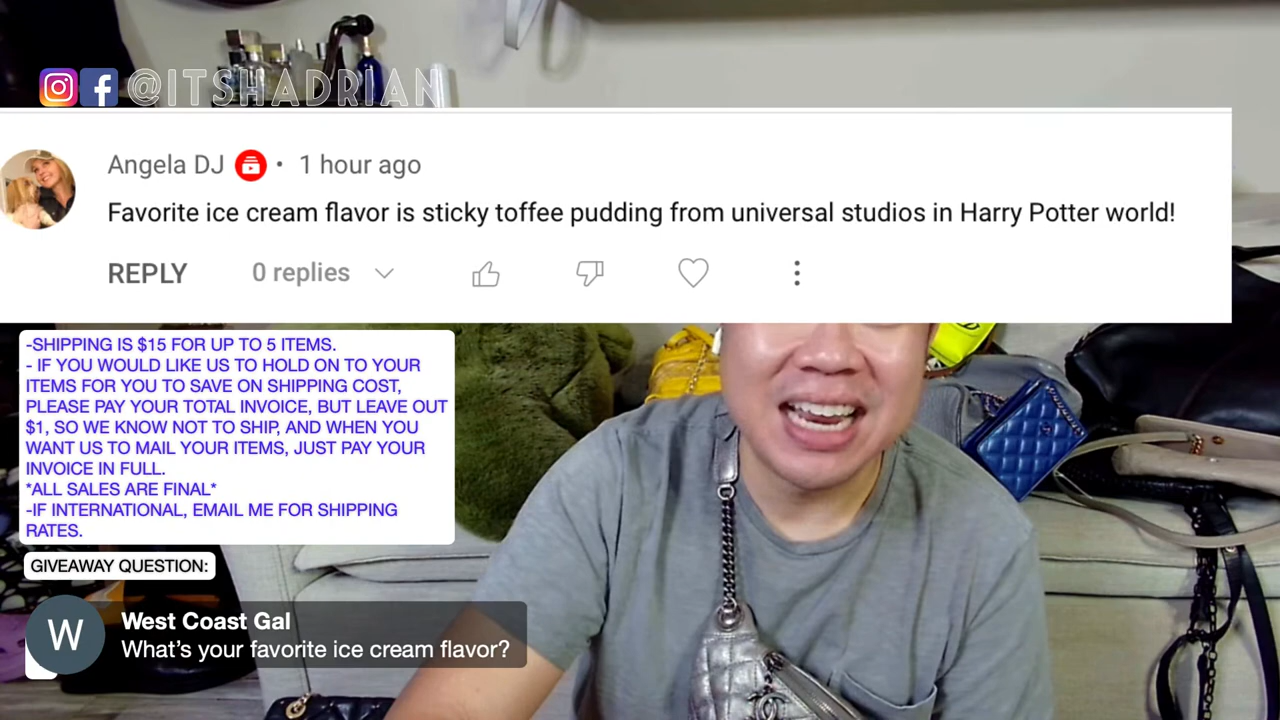 @ITSHADRIAN
Angela DJ • 1 hour ago
Favorite ice cream flavor is sticky toffee pudding from universal studios in Harry Potter world!
REPLY 0 replies
-SHIPPING IS $15 FOR UP TO 5 ITEMS.
- IF YOU WOULD LIKE US TO HOLD ON TO YOUR
ITEMS FOR YOU TO SAVE ON SHIPPING COST,
PLEASE PAY YOUR TOTAL INVOICE, BUT LEAVE OUT
$1, SO WE KNOW NOT TO SHIP, AND WHEN YOU
WANT US TO MAIL YOUR ITEMS, JUST PAY YOUR
INVOICE IN FULL.
*ALL SALES ARE FINAL*
-IF INTERNATIONAL, EMAIL ME FOR SHIPPING
RATES.
GIVEAWAY QUESTION:
W
West Coast Gal
What's your favorite ice cream flavor?